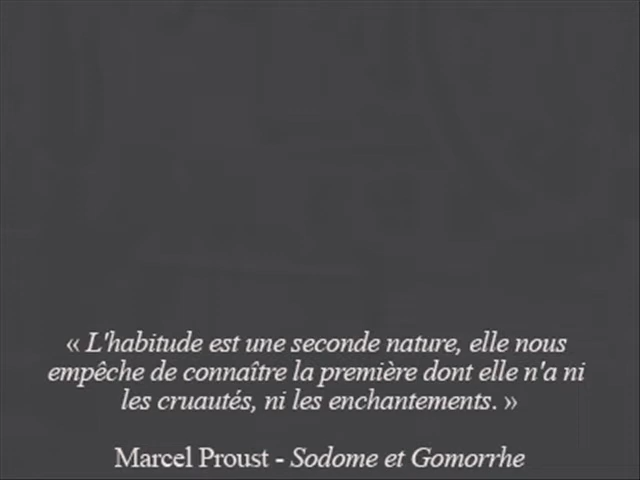 « L'habitude est une seconde nature, elle nous
empêche de connaître la première dont elle n'a ni
les cruautés, ni les enchantements. »
Marcel Proust - Sodome et Gomorrhe